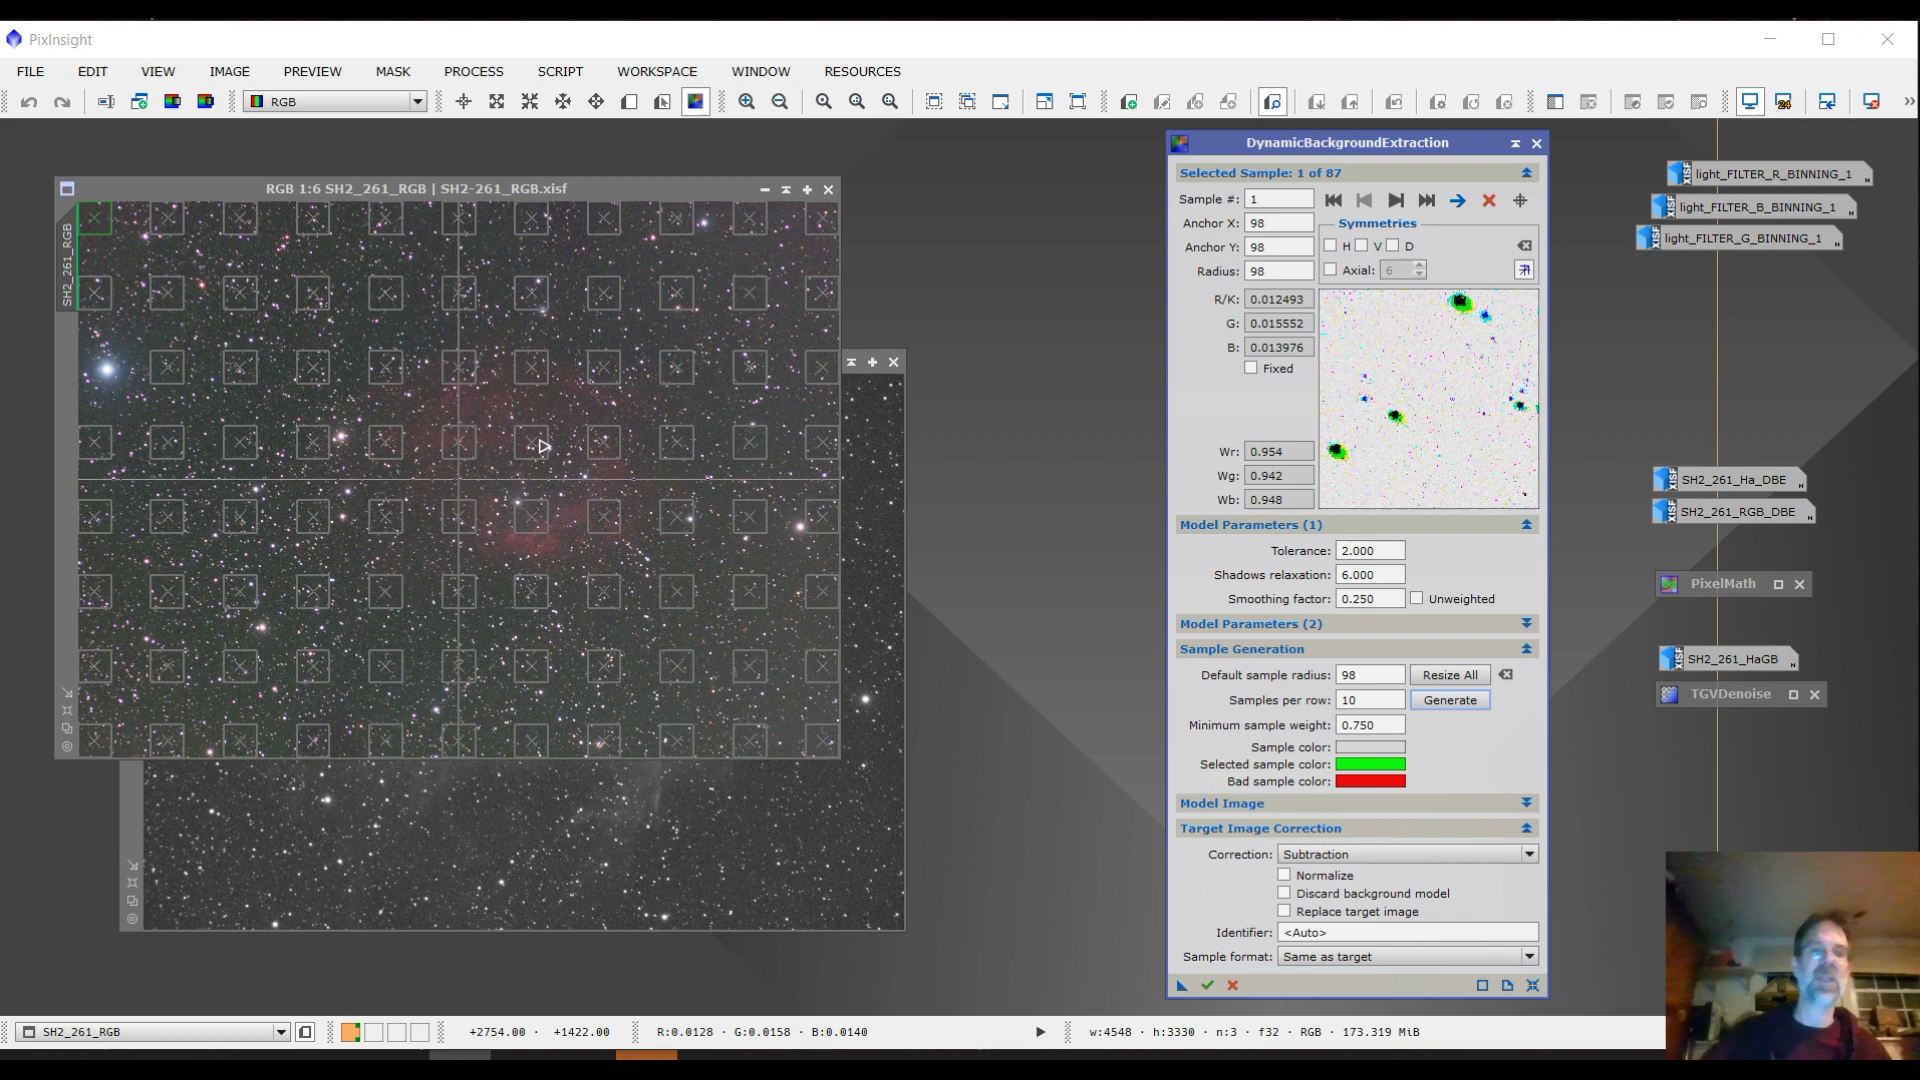 PixInsight
FILE EDIT VIEW IMAGE PREVIEW MASK PROCESS SCRIPT WORKSPACE WINDOW RESOURCES
RGB
24
RGB 1:6 SH2_261_RGB | SH2-261_RGB.xisf
SH2_261_RGB
DynamicBackgroundExtraction
Selected Sample: 1 of 87
Sample #: 1
Anchor X: 98
Symmetries
Anchor Y: 98
H V D
Radius: 98
Axial: 6
R/K: 0.012493
G: 0.015552
B: 0.013976
Fixed
Wr: 0.954
Wg: 0.942
Wb: 0.948
Model Parameters (1)
Tolerance: 2.000
Shadows relaxation: 6.000
Smoothing factor: 0.250 Unweighted
Model Parameters (2)
Sample Generation
Default sample radius: 98 Resize All
Samples per row: 10 Generate
Minimum sample weight: 0.750
Sample color:
Selected sample color:
Bad sample color:
Model Image
Target Image Correction
Correction: Subtraction
Normalize
Discard background model
Replace target image
Identifier: <Auto>
Sample format: Same as target
XISF light_FILTER_R_BINNING_1 N
XISF light_FILTER_B_BINNING_1 N
XISF light_FILTER_G_BINNING_1 N
XISF SH2_261_Ha_DBE N
XISF SH2_261_RGB_DBE N
PixelMath
XISF SH2_261_HaGB N
TGVDenoise
SH2_261_RGB
+2754.00 · +1422.00
R:0.0128 · G:0.0158 · B:0.0140
w:4548 · h:3330 · n:3 · f32 · RGB · 173.319 MiB